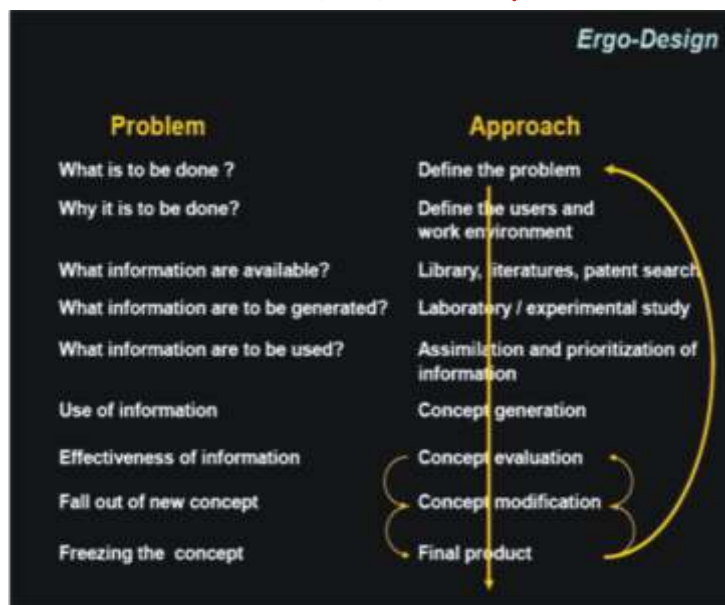 Ergo-Design
Problem
Approach
What is to be done ?
Define the problem
Why it is to be done?
Define the users and
work environment
What information are available?
Library, literatures, patent search
What information are to be generated?
Laboratory / experimental study
What information are to be used?
Assimilation and prioritization of
information
Use of information
Concept generation
Effectiveness of information
Concept evaluation
Fall out of new concept
Concept modification
Freezing the concept
Final product